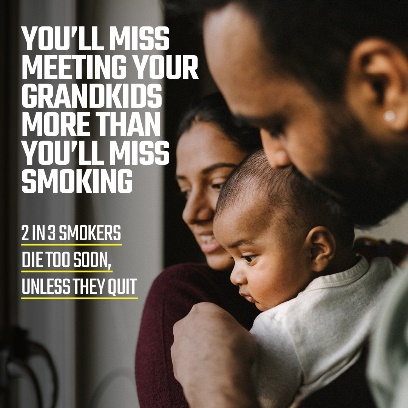 YOU'LL MISS
MEETING YOUR
GRANDKIDS
MORE THAN
YOU'LL MISS
SMOKING
2 IN 3 SMOKERS
DIE TOO SOON,
UNLESS THEY QUIT